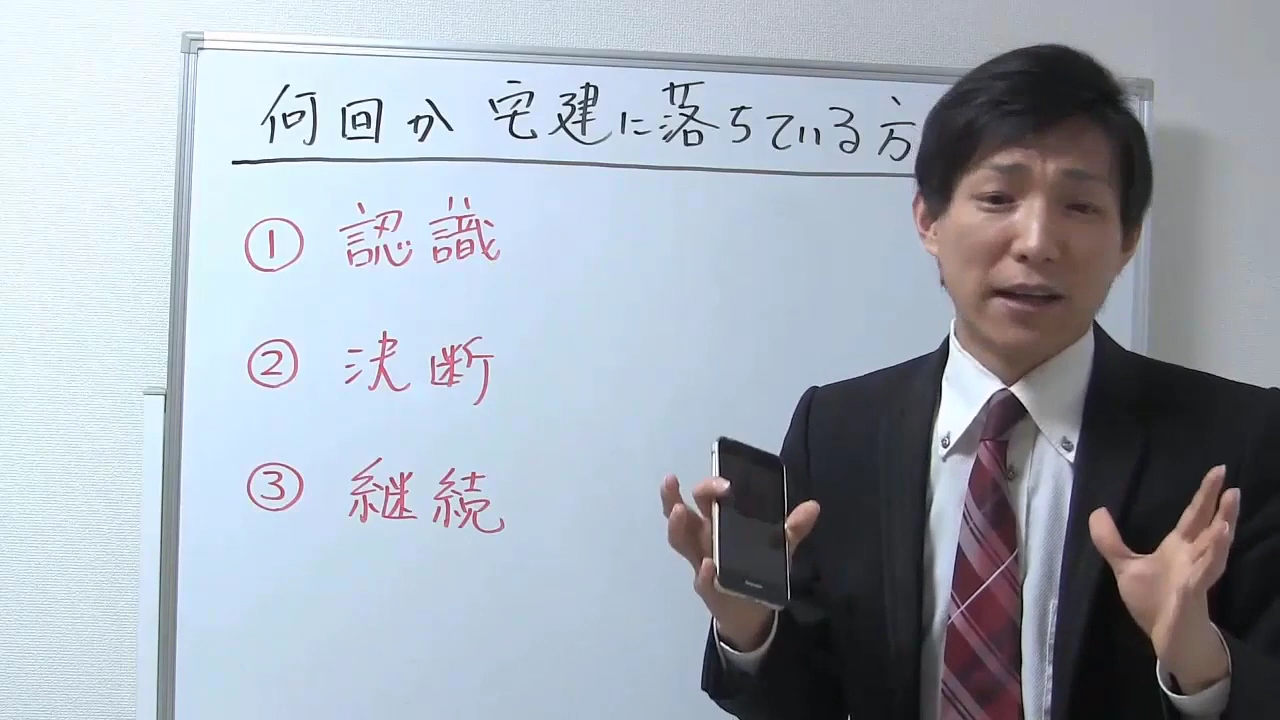 何回か宅建に落ちている方
① 認識
② 決断
③ 継続